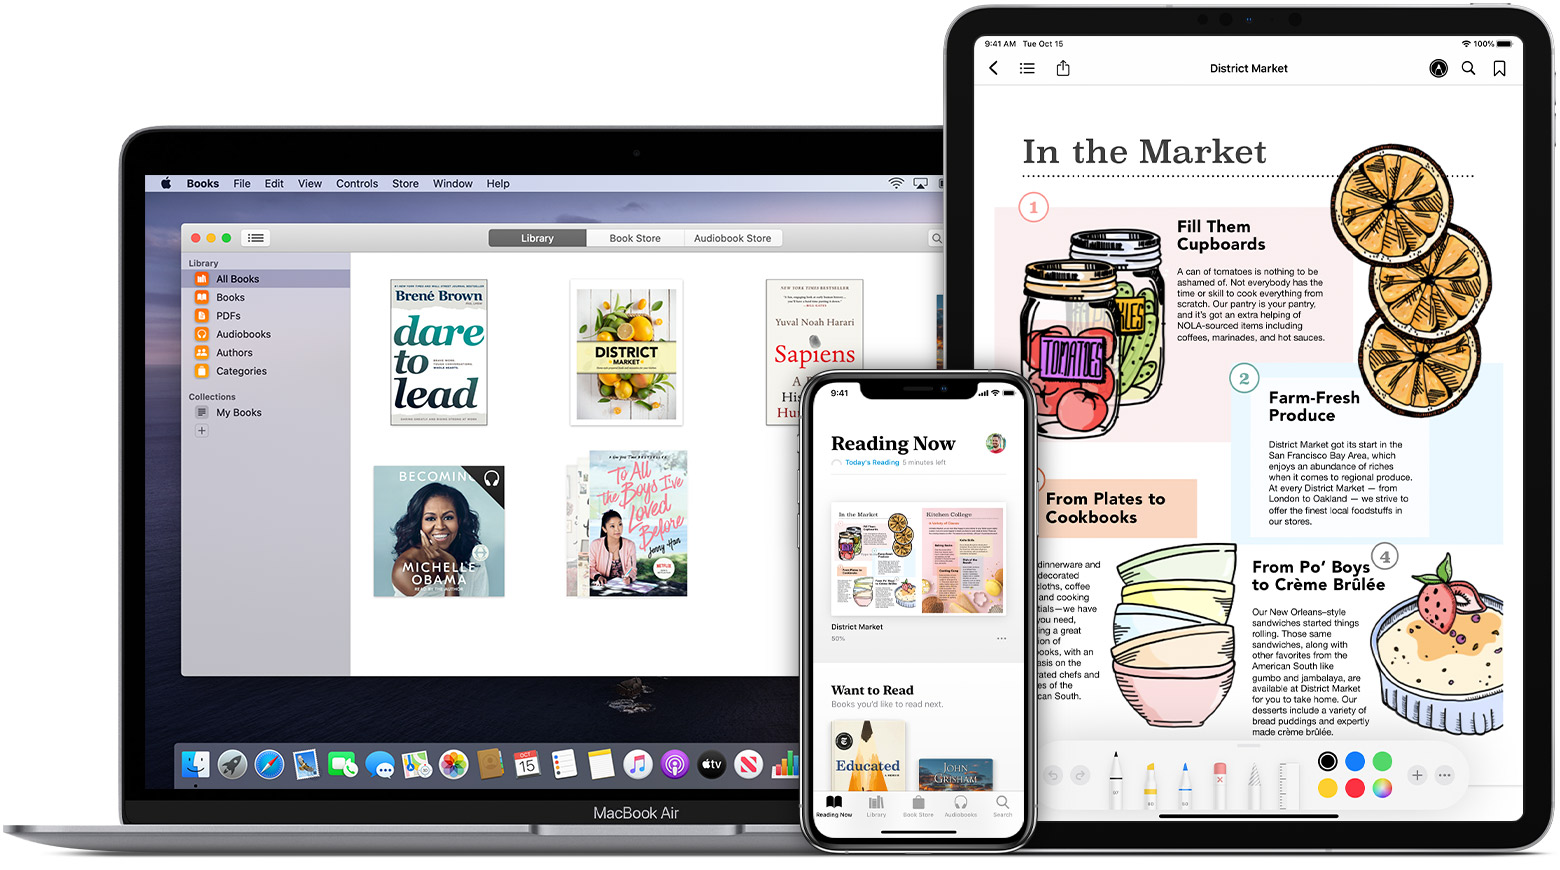 Books File Edit View Controls Store Window Help
Library Book Store Audiobook Store
Library
All Books
Books
PDFs
Audiobooks
Authors
Categories
Collections
My Books
Brené Brown
dare
to
lead
DISTRICT
MARKET
NEW YORK TIMES BESTSELLER
Yuval Noah Harari
Sapiens
BECOMING
MICHELLE
OBAMA
READ BY THE AUTHOR
To All
The Boys I've
Loved
Before
Jenny Han
NETFLIX
OCT
15
tv
MacBook Air
9:41
Reading Now
Today's Reading 5 minutes left
In the Market
Kitchen College
District Market
50%
Want to Read
Books you'd like to read next.
Educated
JOHN
GRISHAM
Reading Now Library Book Store Audiobooks Search
9:41 AM Tue Oct 15
100%
District Market
In the Market
1
Fill Them
Cupboards
A can of tomatoes is nothing to be
ashamed of. Not everybody has the
time or skill to cook everything from
scratch. Our pantry is your pantry,
and it's got an extra helping of
NOLA-sourced items including
coffees, marinades, and hot sauces.
TOMATOES
2
Farm-Fresh
Produce
District Market got its start in the
San Francisco Bay Area, which
enjoys an abundance of riches
when it comes to regional produce.
At every District Market — from
London to Oakland — we strive to
offer the finest local foodstuffs in
our stores.
From Plates to
Cookbooks
dinnerware and
decorated
cloths, coffee
and cooking
tials—we have
you need,
ing a great
ion of
ooks, with an
asis on the
rated chefs and
es of the
can South.
4
From Po' Boys
to Crème Brûlée
Our New Orleans–style
sandwiches started things
rolling. Those same
sandwiches, along with
other favorites from the
American South like
gumbo and jambalaya, are
available at District Market
for you to take home. Our
desserts include a variety of
bread puddings and expertly
made crème brûlée.